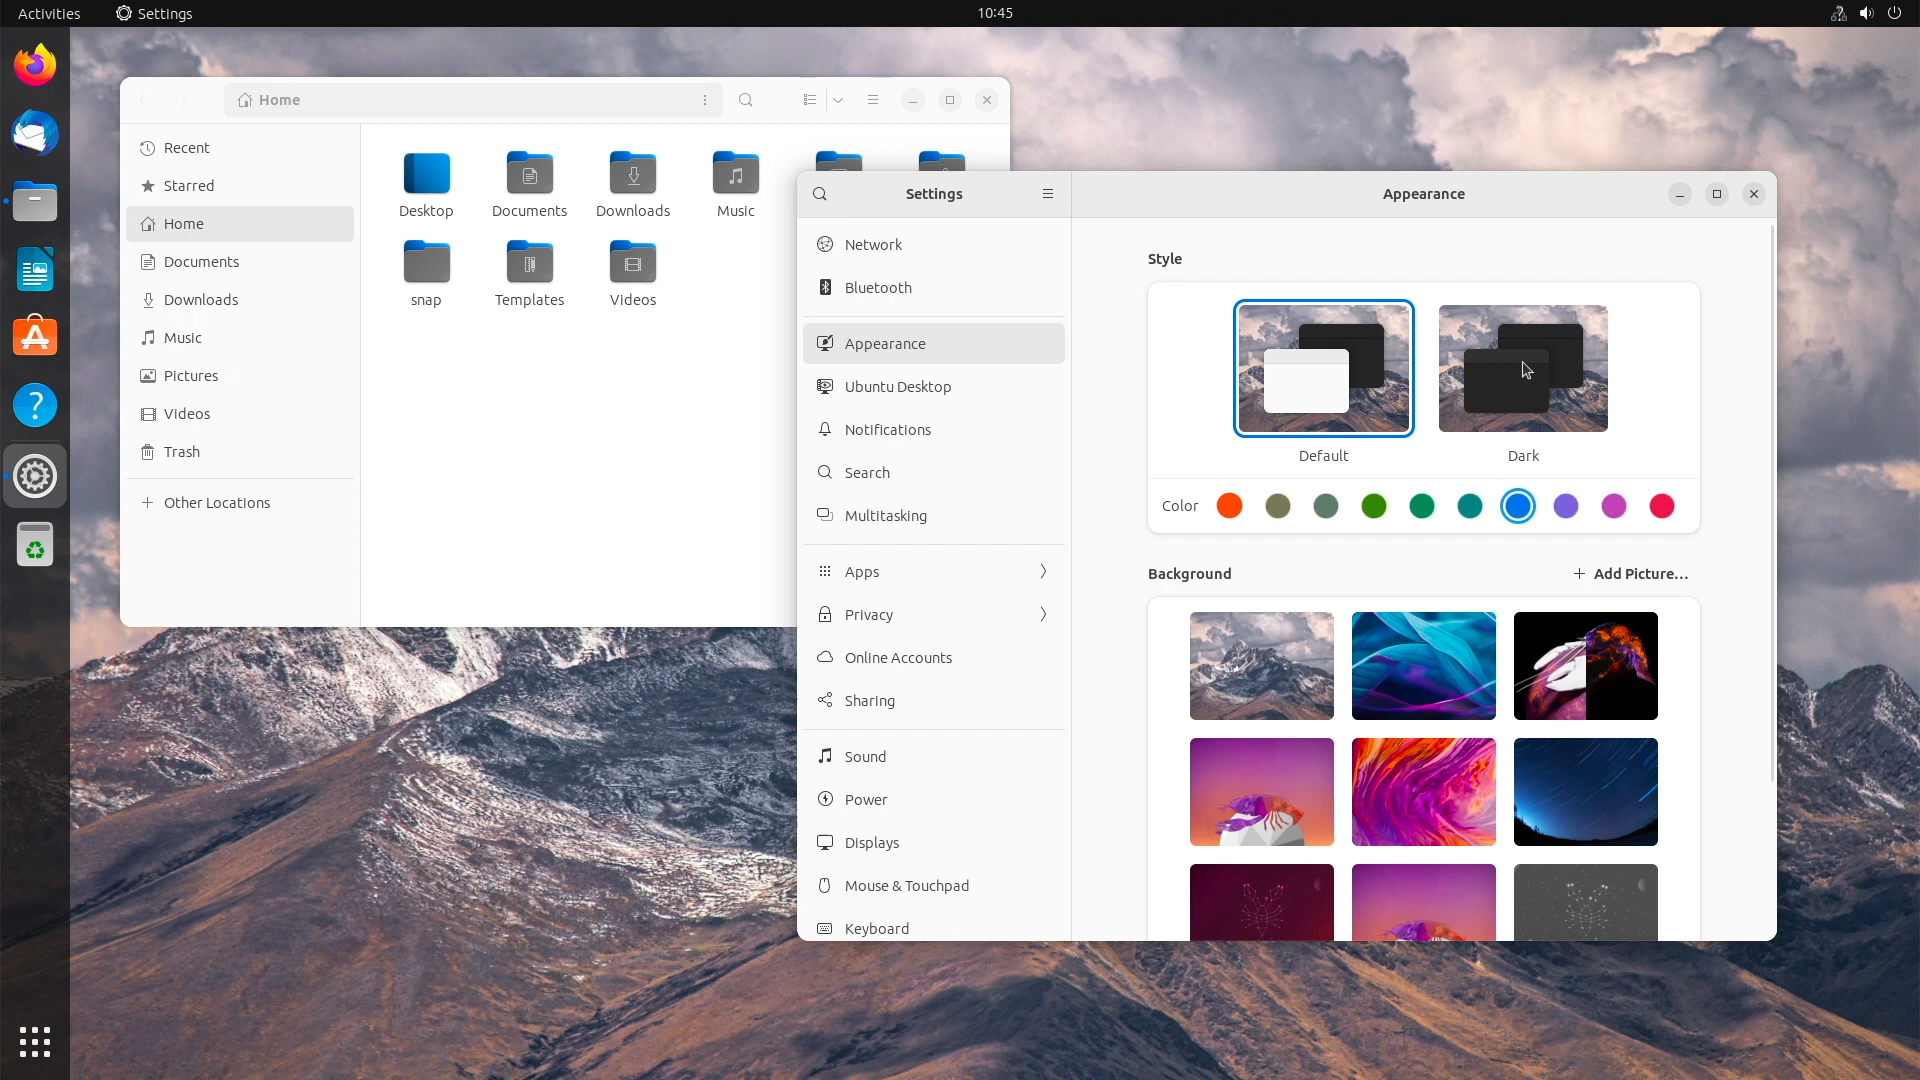 Activities
Settings
10:45
Home
Recent
Starred
Home
Documents
Downloads
Music
Pictures
Videos
Trash
Other Locations
Desktop
Documents
Downloads
Music
snap
Templates
Videos
Settings
Appearance
Network
Bluetooth
Appearance
Ubuntu Desktop
Notifications
Search
Multitasking
Apps
Privacy
Online Accounts
Sharing
Sound
Power
Displays
Mouse & Touchpad
Keyboard
Style
Default
Dark
Color
Background
Add Picture…